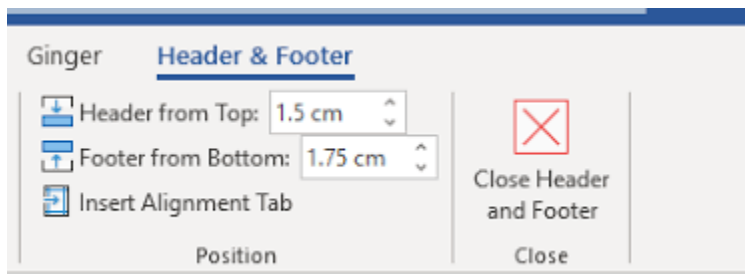 Ginger Header & Footer
Header from Top: 1.5 cm
Footer from Bottom: 1.75 cm
Insert Alignment Tab
Position
Close Header
and Footer
Close